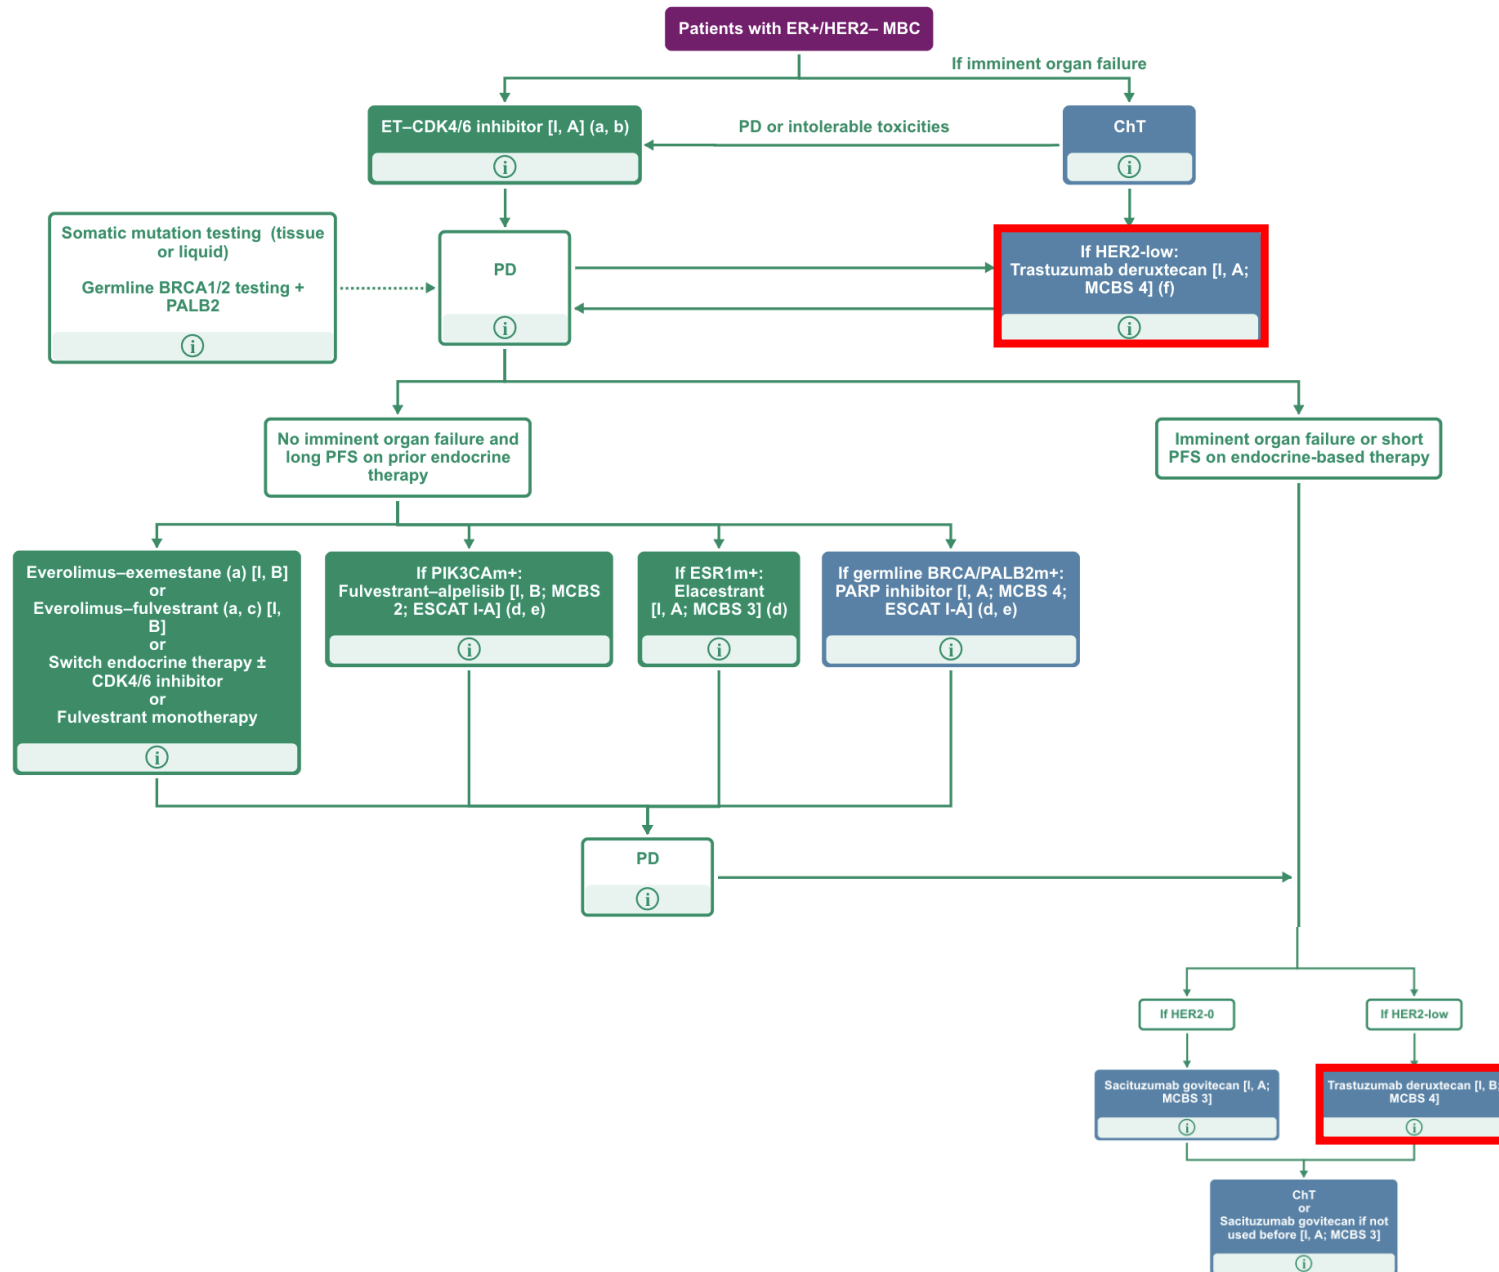 Patients with ER+/HER2– MBC
If imminent organ failure
ET–CDK4/6 inhibitor [I, A] (a, b)
PD or intolerable toxicities
ChT
Somatic mutation testing (tissue
or liquid)
Germline BRCA1/2 testing +
PALB2
PD
If HER2-low:
Trastuzumab deruxtecan [I, A;
MCBS 4] (f)
No imminent organ failure and
long PFS on prior endocrine
therapy
Imminent organ failure or short
PFS on endocrine-based therapy
Everolimus–exemestane (a) [I, B]
or
Everolimus–fulvestrant (a, c) [I,
B]
or
Switch endocrine therapy ±
CDK4/6 inhibitor
or
Fulvestrant monotherapy
If PIK3CAm+:
Fulvestrant–alpelisib [I, B; MCBS
2; ESCAT I-A] (d, e)
If ESR1m+:
Elacestrant
[I, A; MCBS 3] (d)
If germline BRCA/PALB2m+:
PARP inhibitor [I, A; MCBS 4;
ESCAT I-A] (d, e)
PD
If HER2-0
If HER2-low
Sacituzumab govitecan [I, A;
MCBS 3]
Trastuzumab deruxtecan [I, B;
MCBS 4]
ChT
or
Sacituzumab govitecan if not
used before [I, A; MCBS 3]